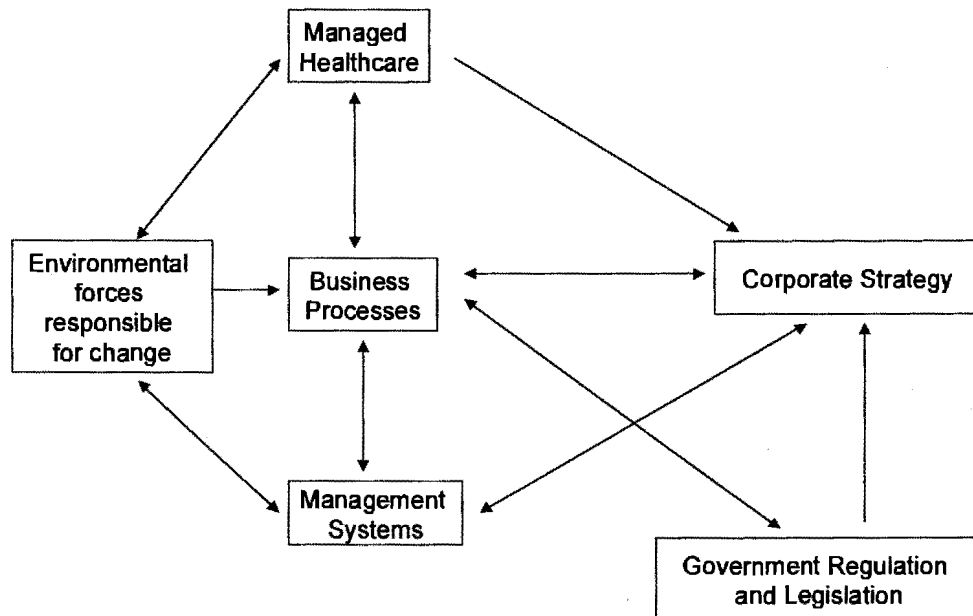 Managed
Healthcare
Environmental
forces
responsible
for change
Business
Processes
Corporate Strategy
Management
Systems
Government Regulation
and Legislation